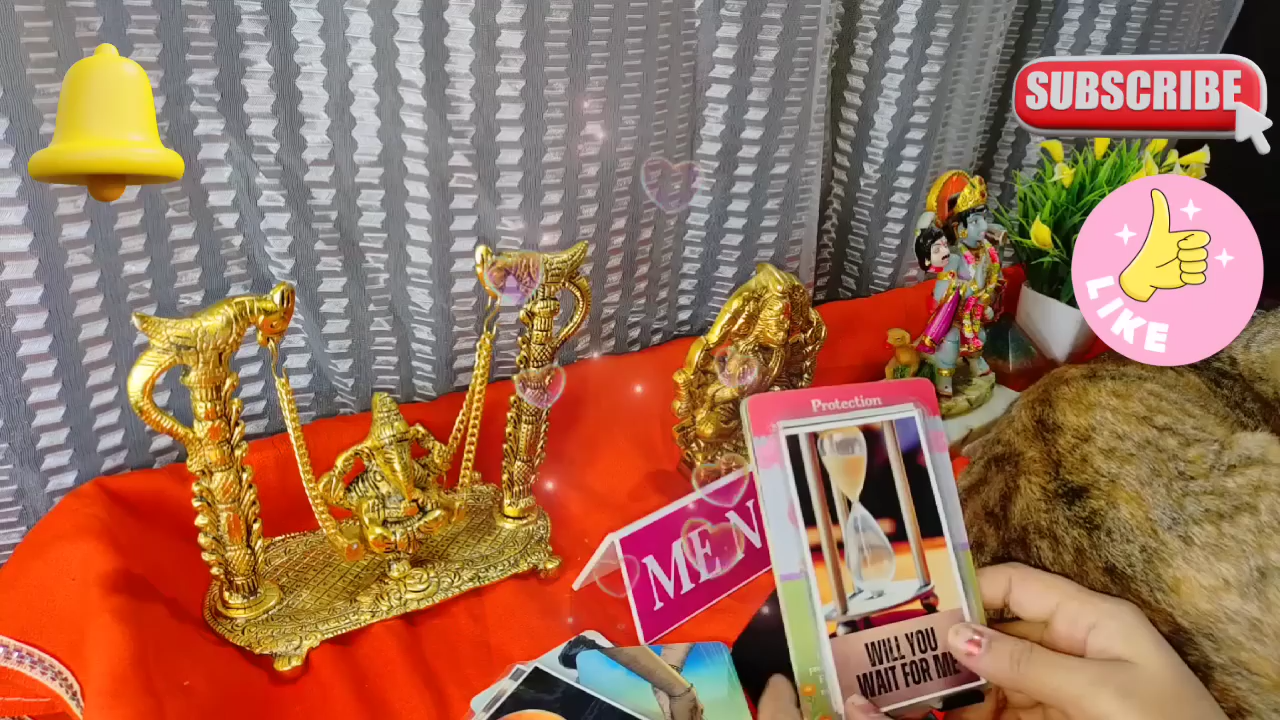 SUBSCRIBE
LIKE
Protection
MEN
WILL YOU
WAIT FOR ME